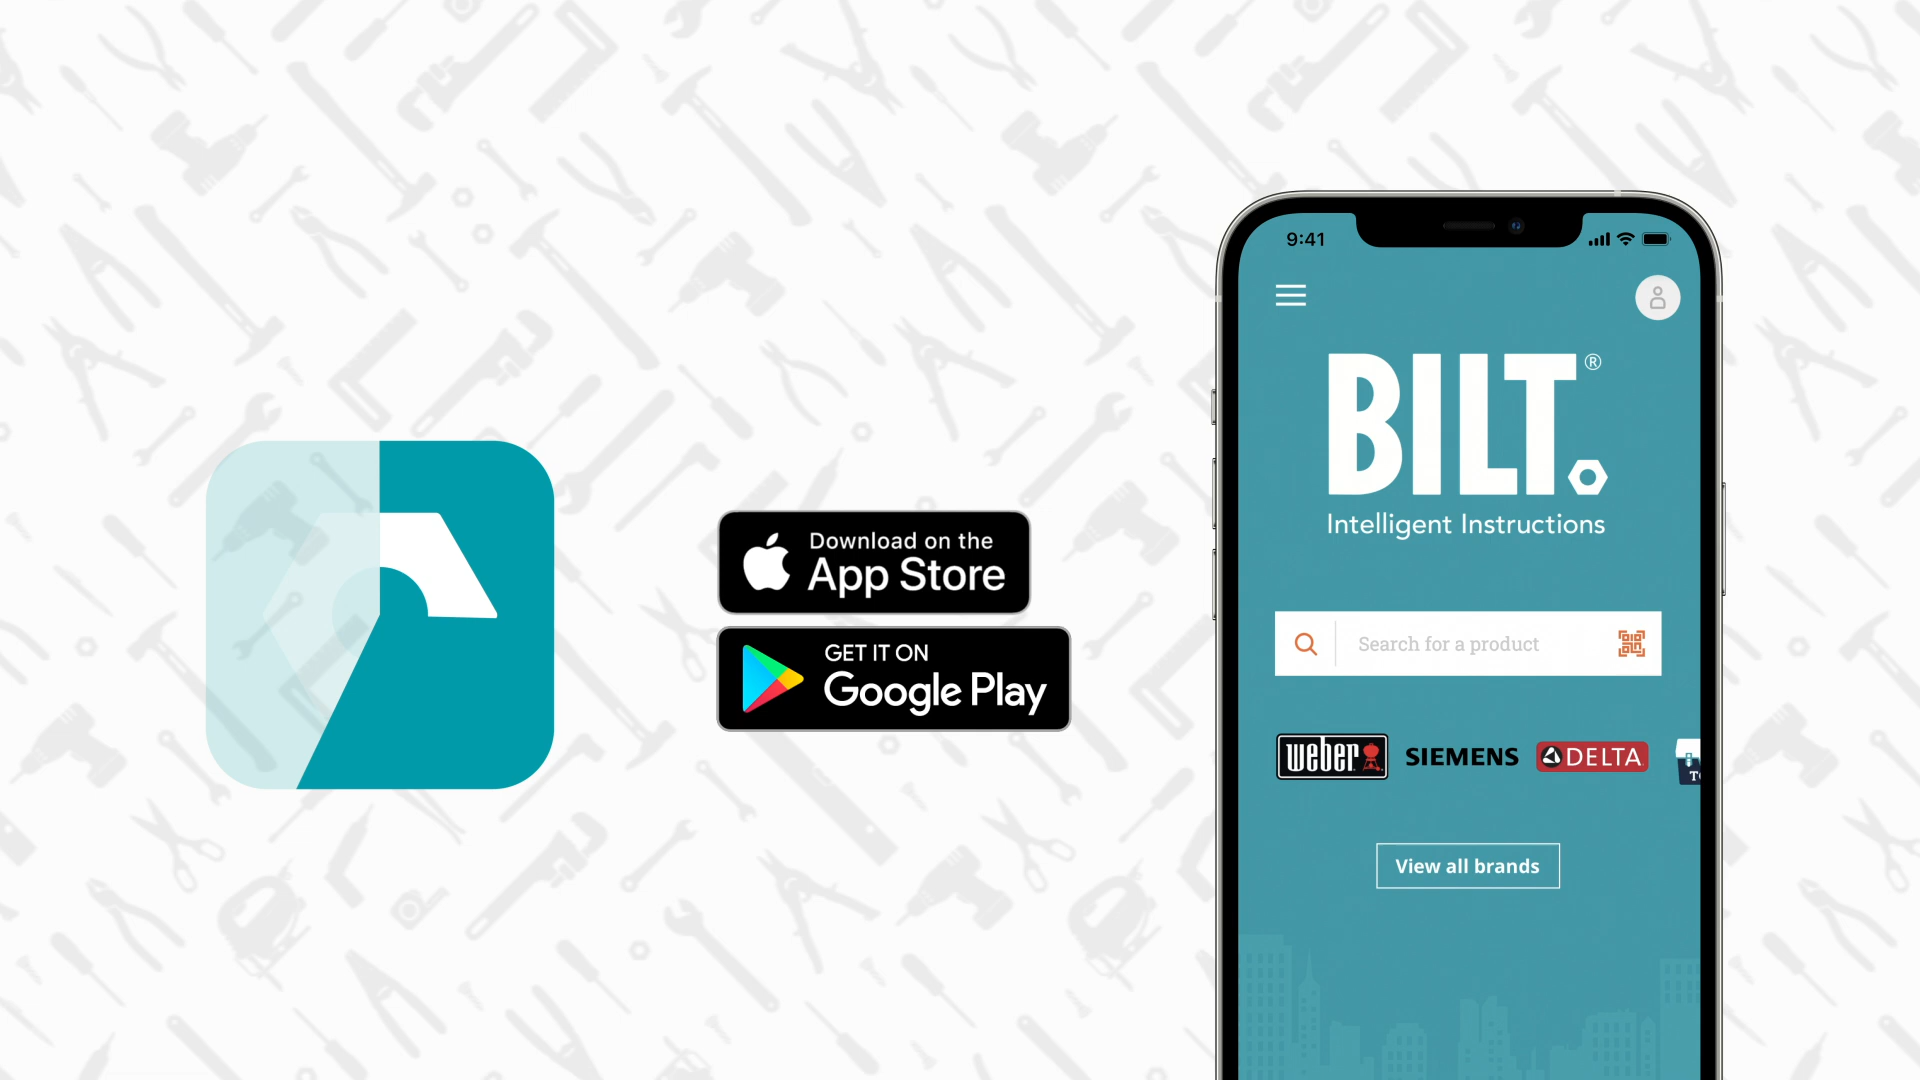 Download on the
App Store
GET IT ON
Google Play
9:41
BILT.®
Intelligent Instructions
Search for a product
weber SIEMENS DELTA
View all brands